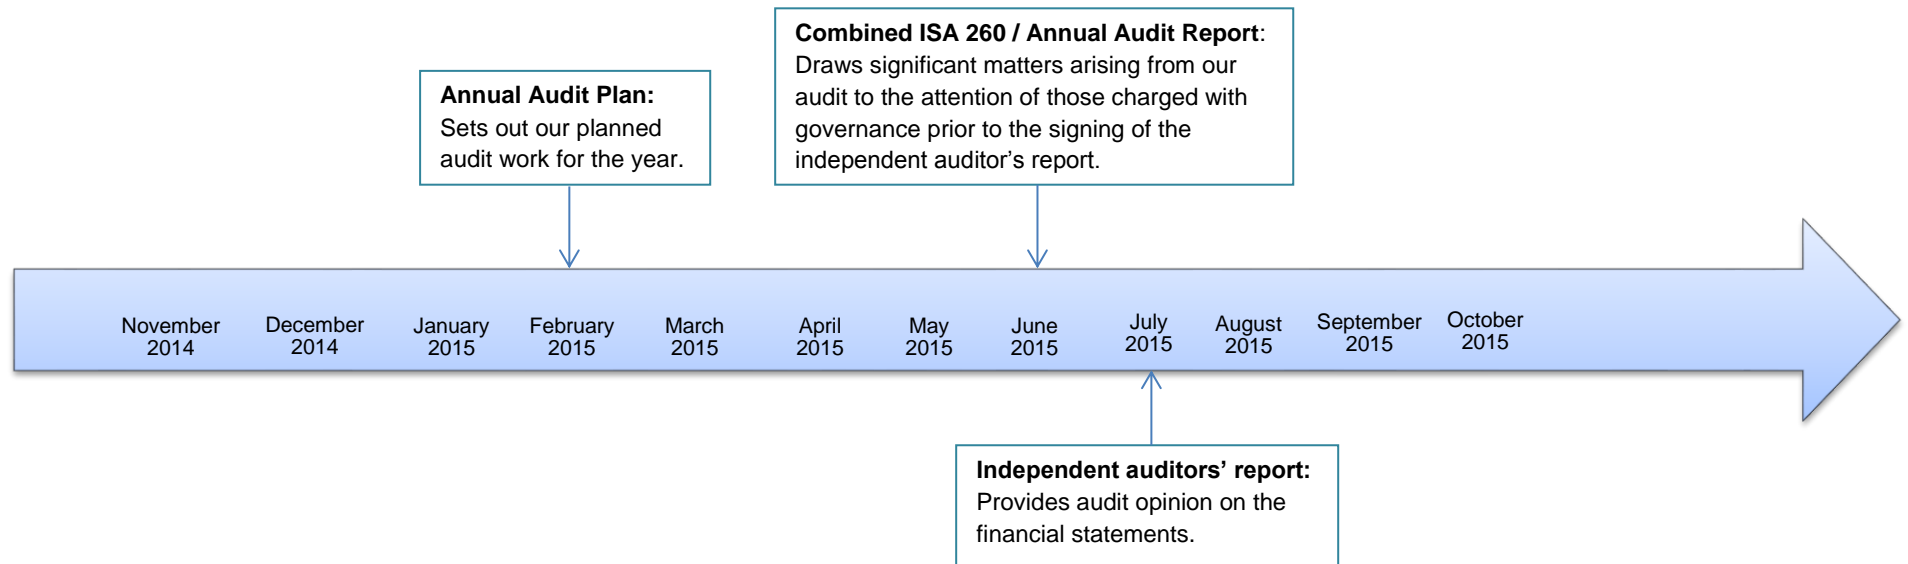 Combined ISA 260 / Annual Audit Report:
Draws significant matters arising from our
audit to the attention of those charged with
governance prior to the signing of the
independent auditor’s report.
Annual Audit Plan:
Sets out our planned
audit work for the year.
November
2014
December
2014
January
2015
February
2015
March
2015
April
2015
May
2015
June
2015
July
2015
August
2015
September
2015
October
2015
Independent auditors’ report:
Provides audit opinion on the
financial statements.